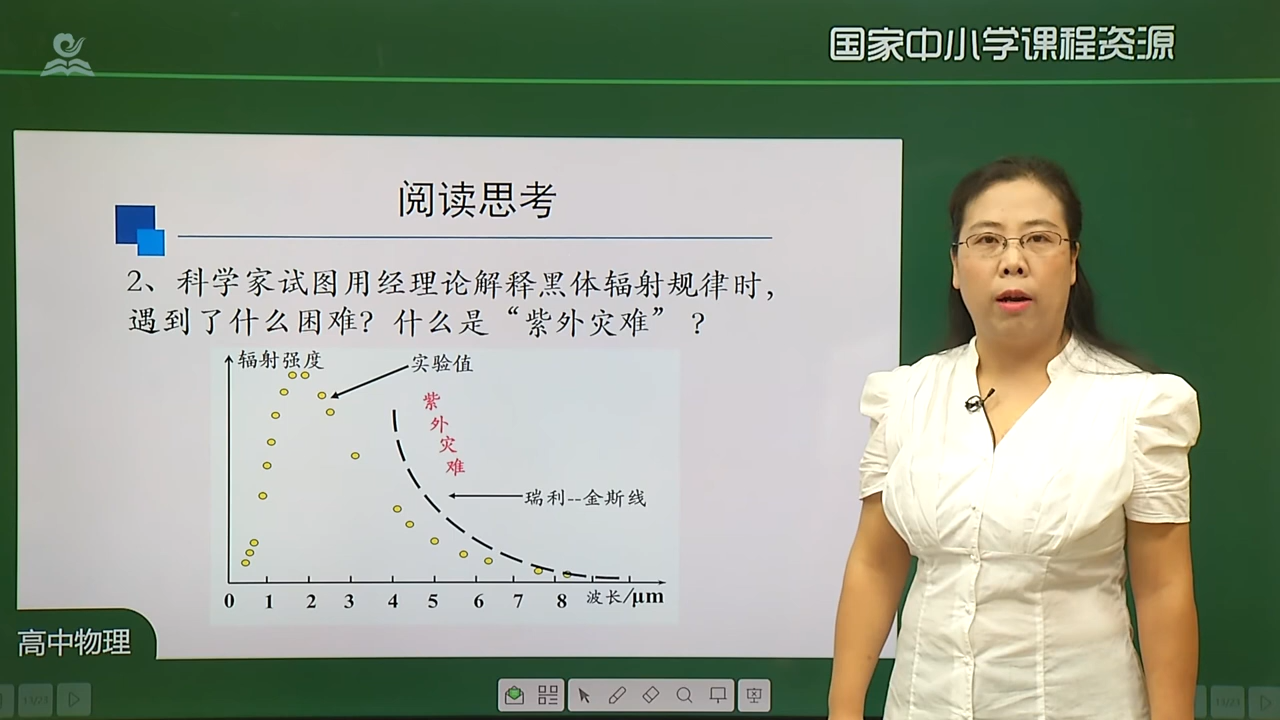 国家中小学课程资源
阅读思考
2、科学家试图用经理论解释黑体辐射规律时，
遇到了什么困难？什么是“紫外灾难”？
辐射强度
实验值
紫
外
灾
难
瑞利--金斯线
0 1 2 3 4 5 6 7 8 波长/μm
高中物理